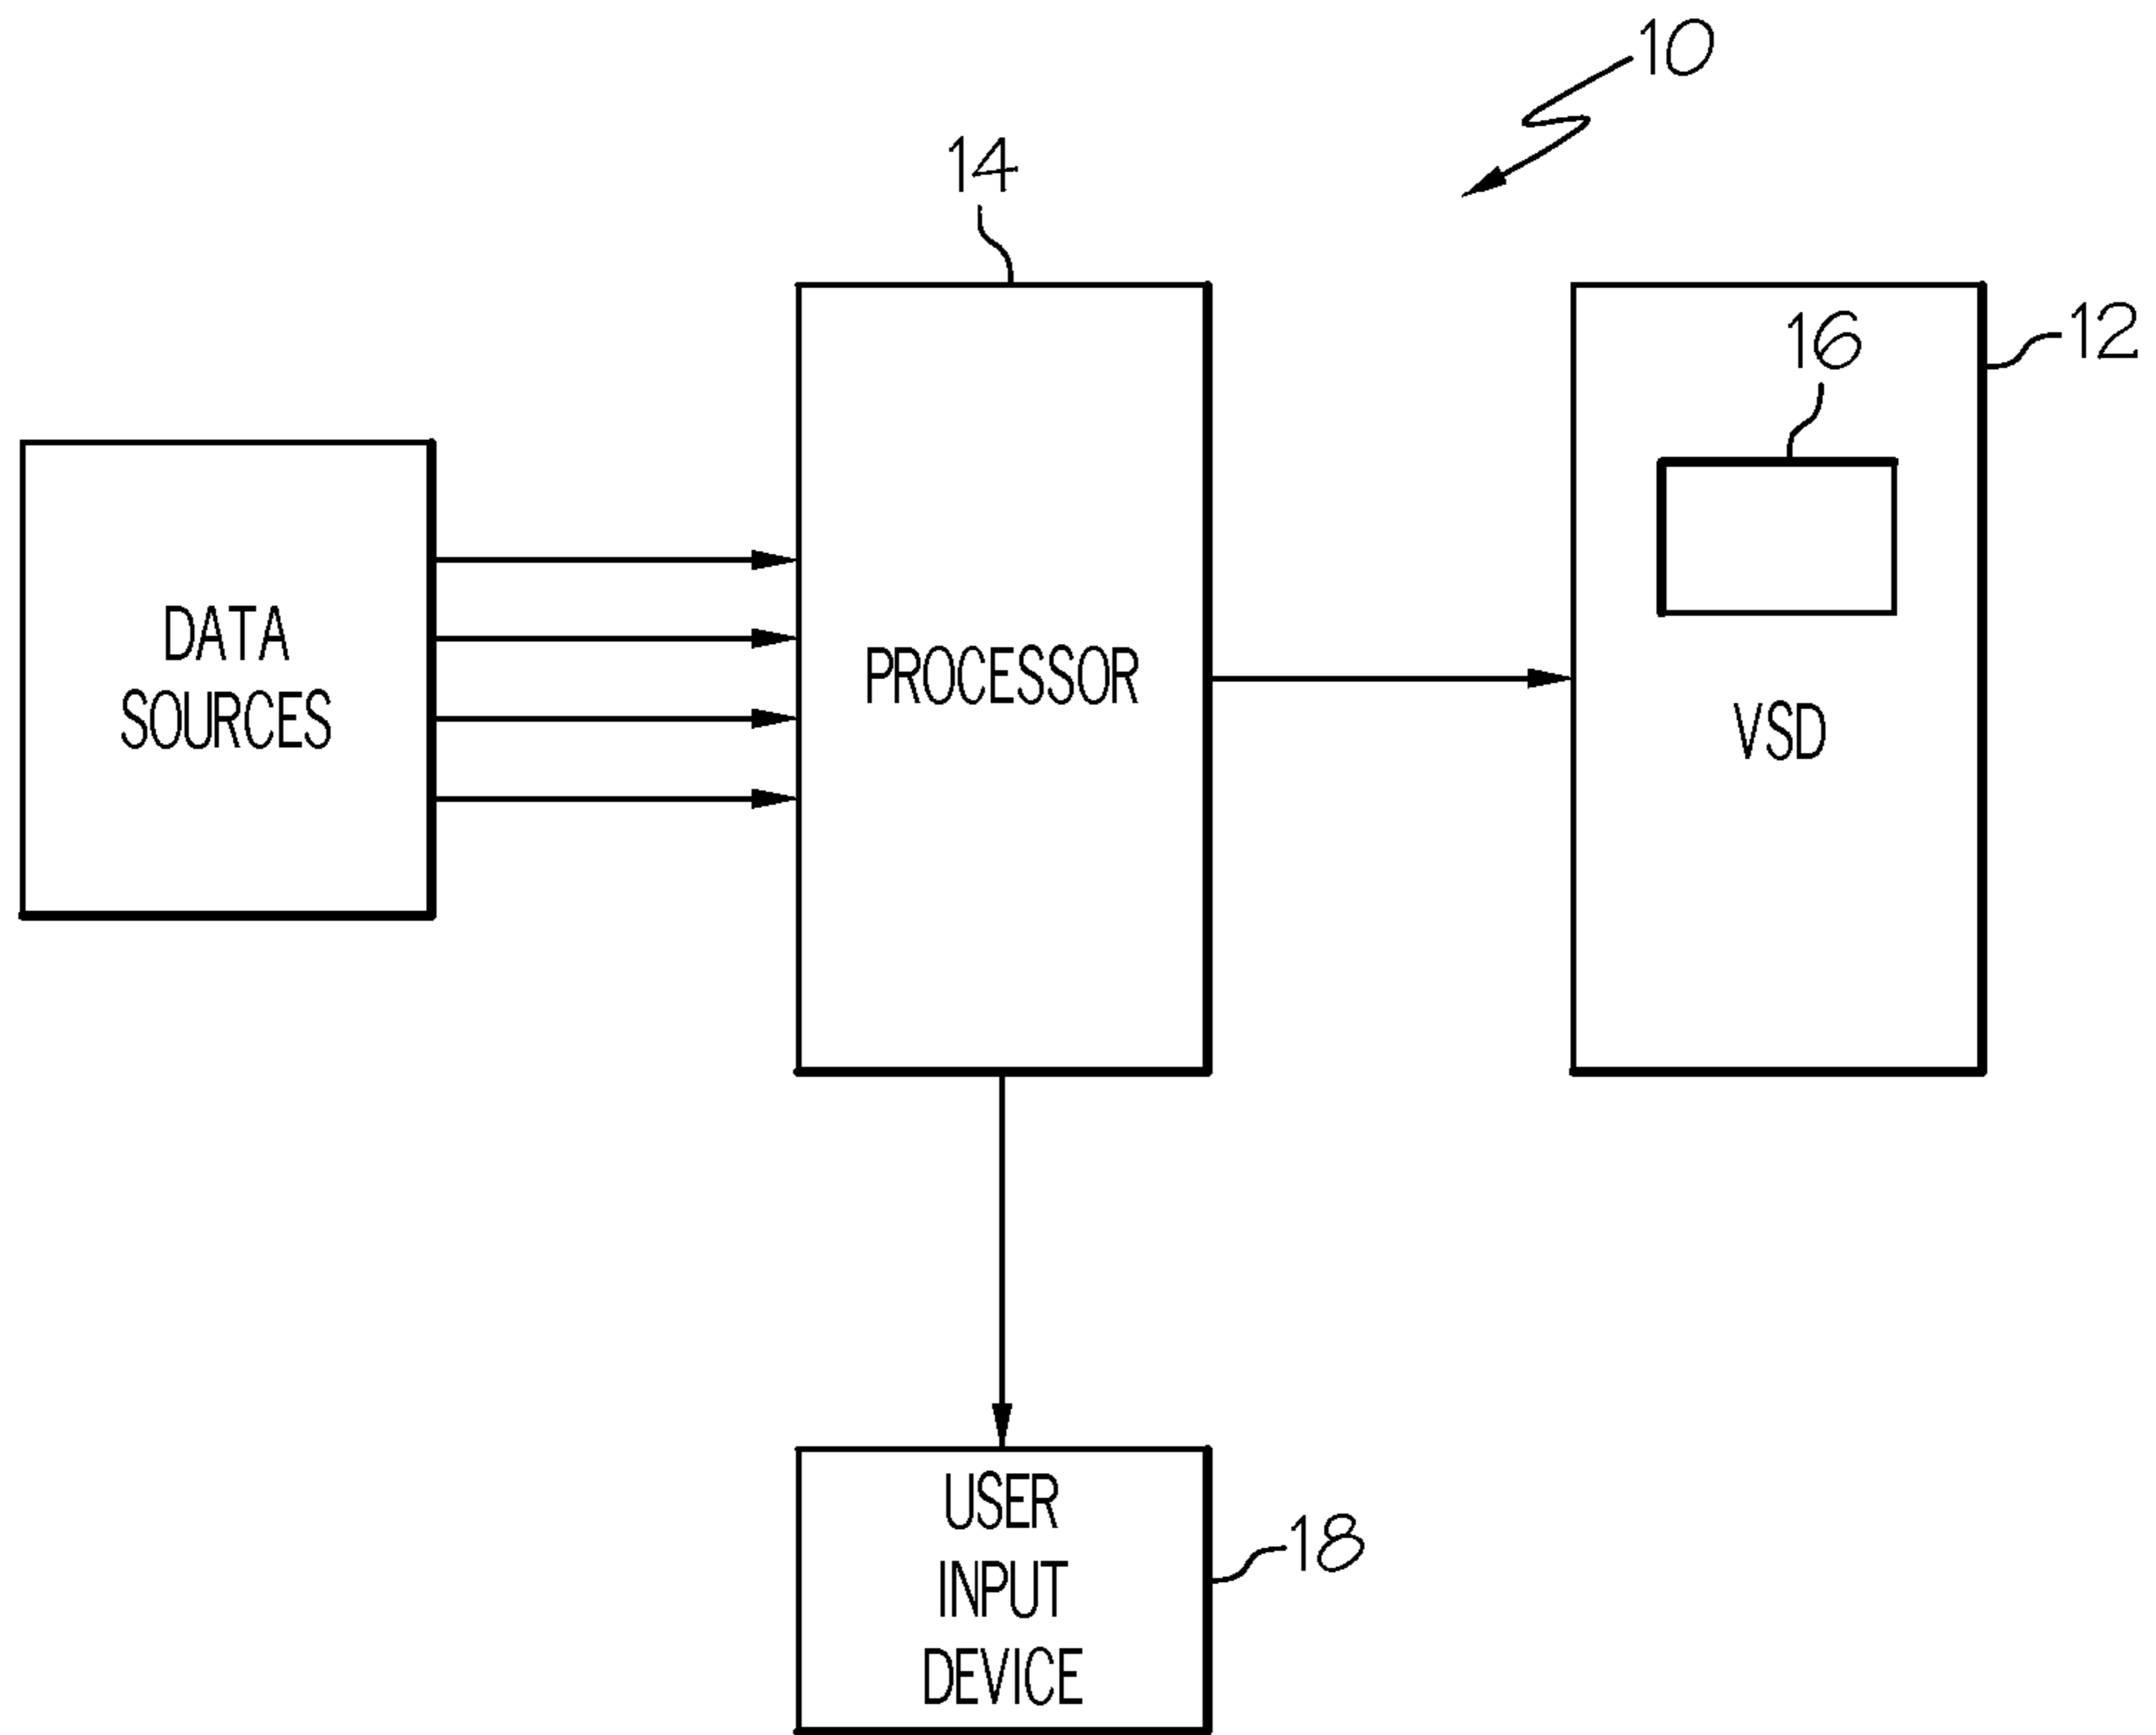 10
14
12
16
DATA
SOURCES
PROCESSOR
VSD
USER
INPUT
DEVICE
18